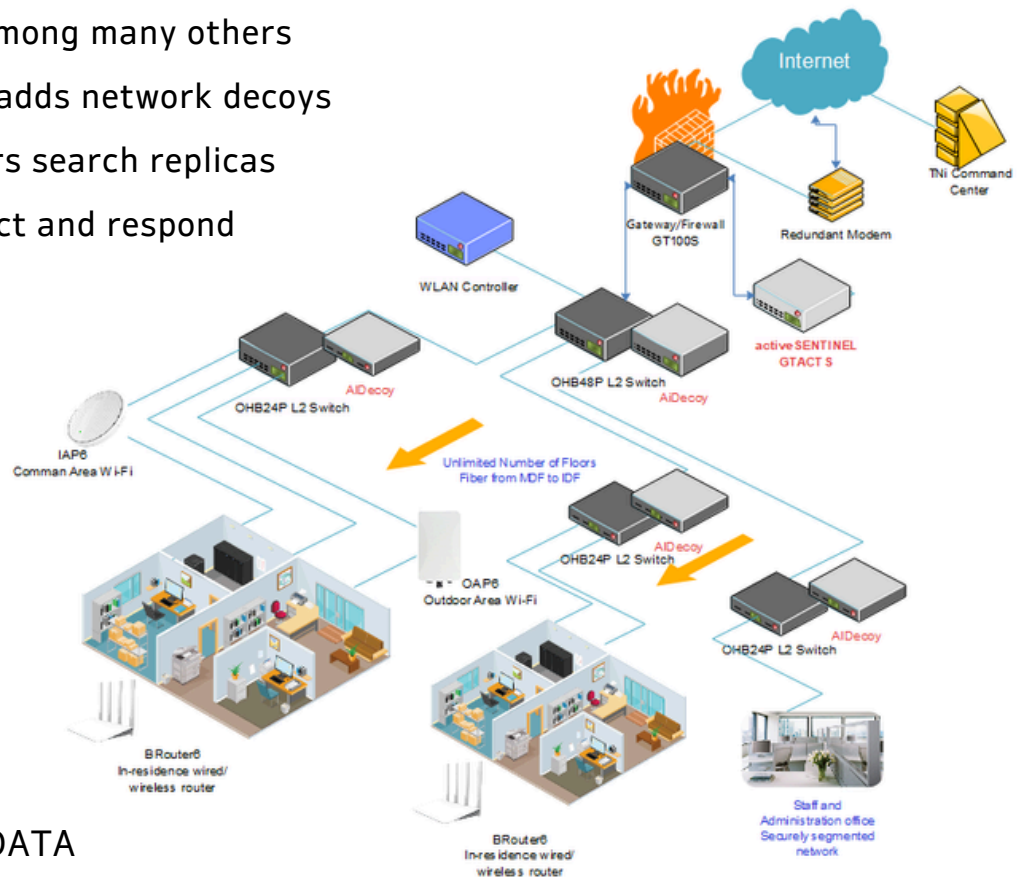 mong many others
adds network decoys
rs search replicas
ct and respond
Internet
TNi Command
Center
Gateway/Firewall
GT100S
Redundant Modem
WLAN Controller
activeSENTINEL
GTACT S
OHB48P L2 Switch
AiDecoy
AIDecoy
OHB24P L2 Switch
IAP6
Comman Area Wi-Fi
Unlimited Number of Floors
Fiber from MDF to IDF
AIDecoy
OHB24P L2 Switch
OAP6
Outdoor Area Wi-Fi
AIDecoy
OHB24P L2 Switch
BRouter6
In-residence wired/
wireless router
Staff and
Administration office
Securely segmented
network
BRouter6
In-residence wired/
wireless router
DATA